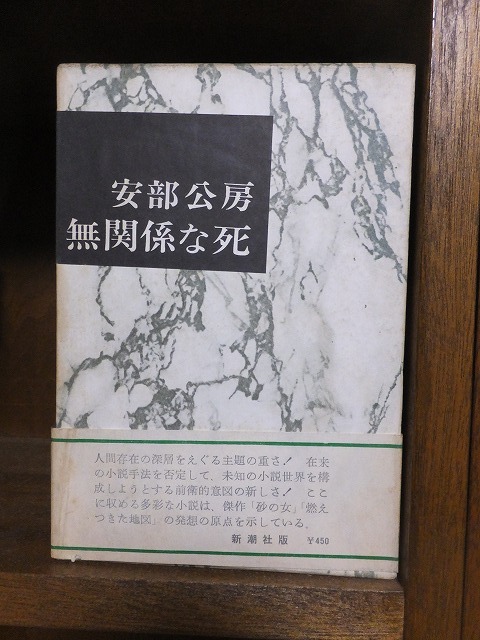 安部公房
無関係な死
人間存在の深層をえぐる主題の重さ！　在来
の小説手法を否定して、未知の小説世界を構
成しようとする前衛的意図の新しさ！　ここ
に収める多彩な小説は、傑作「砂の女」「燃え
つきた地図」の発想の原点を示している。
新潮社版　¥450